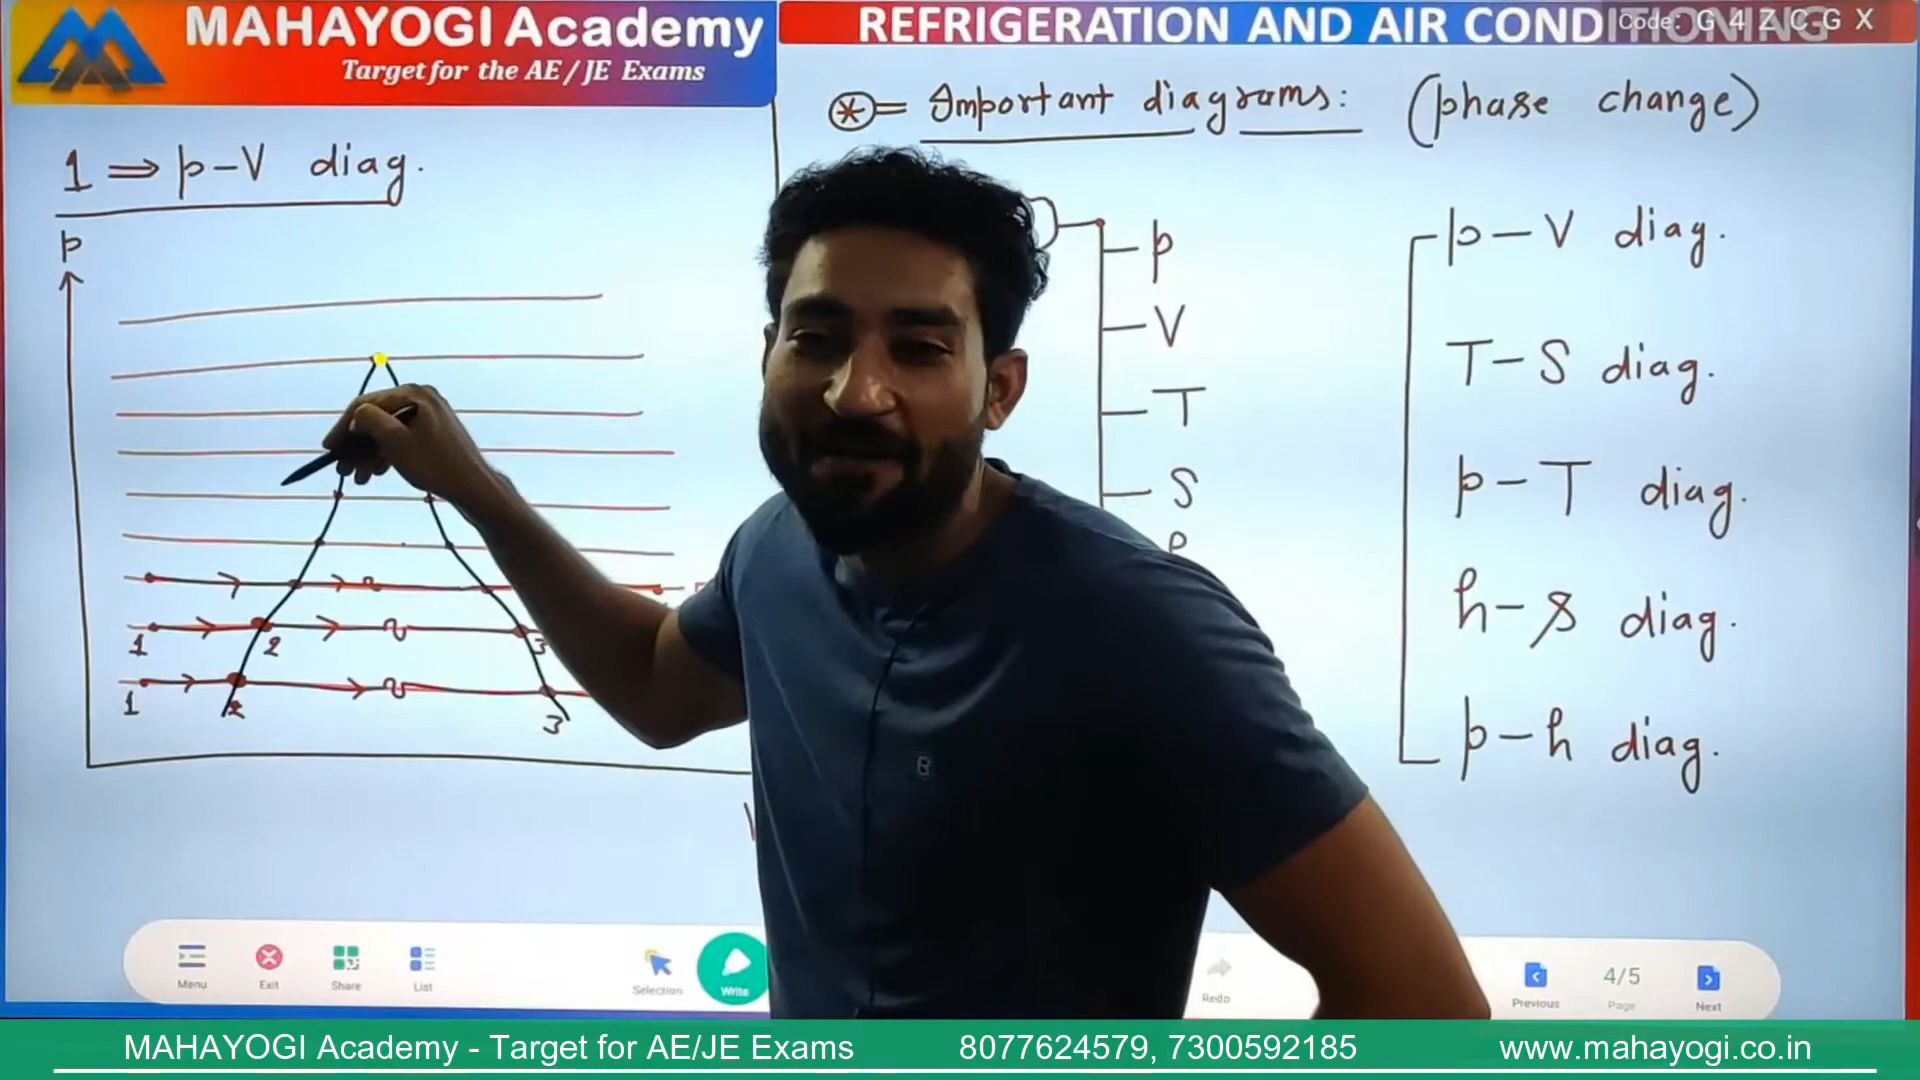 MAHAYOGI Academy
Target for the AE/JE Exams
REFRIGERATION AND AIR CONDITIONING
Code: G4ZCGX
* = Important diagrams: (phase change)
1 ⇒ p-V diag.
p
1 2 3
1 2 3
p
V
T
S
p-V diag.
T-S diag.
p-T diag.
h-s diag.
p-h diag.
Menu
Exit
Share
List
Selection
Write
Redo
Previous
4/5
Page
Next
MAHAYOGI Academy - Target for AE/JE Exams
8077624579, 7300592185
www.mahayogi.co.in